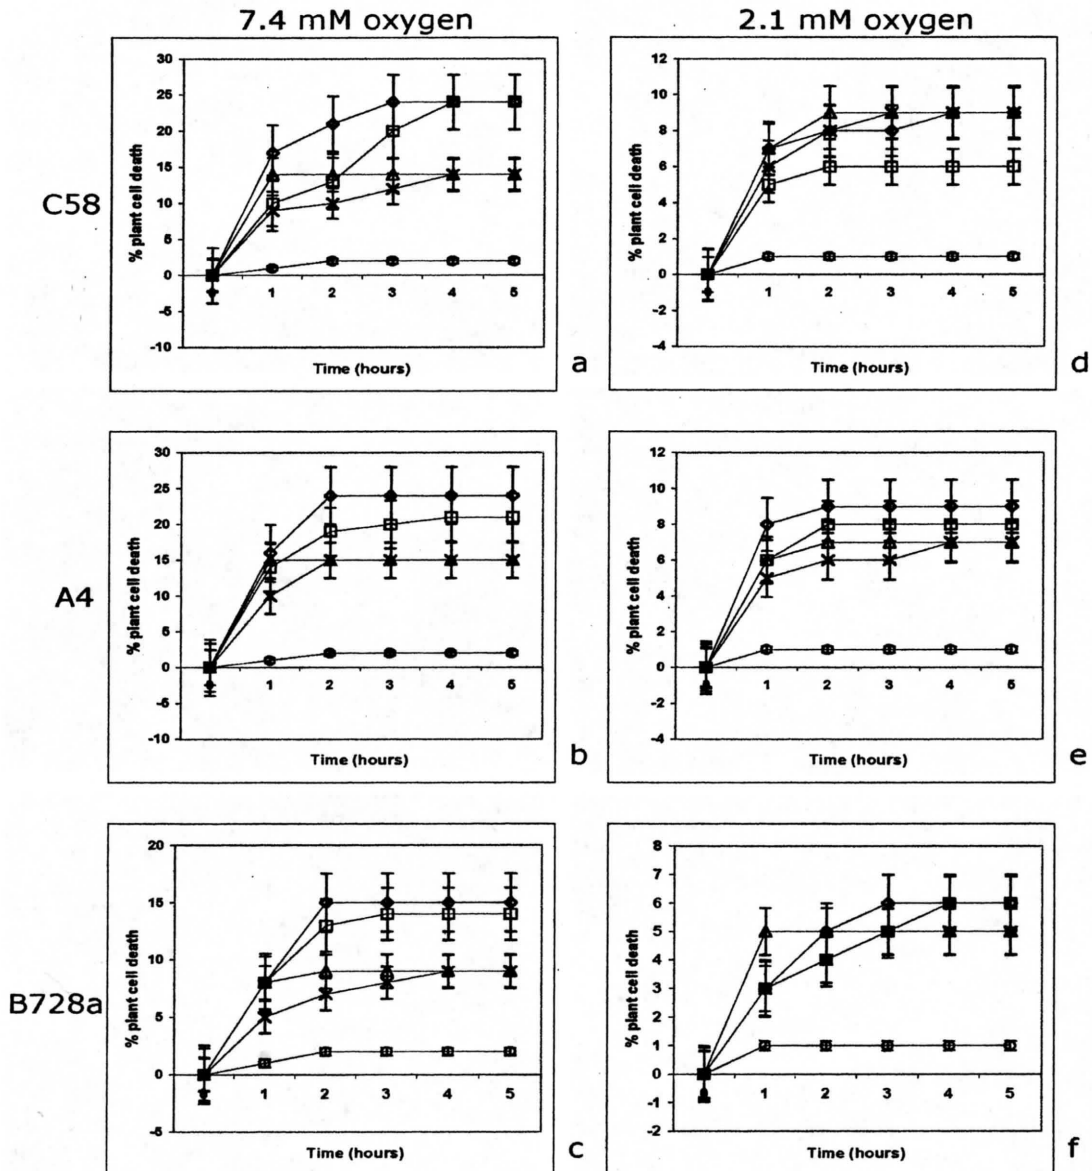 7.4 mM oxygen
2.1 mM oxygen
C58
% plant cell death
30
25
20
15
10
5
0
-5
-10
1 2 3 4 5
Time (hours)
a
% plant cell death
12
10
8
6
4
2
0
-2
-4
1 2 3 4 5
Time (hours)
d
A4
% plant cell death
30
25
20
15
10
5
0
-5
-10
1 2 3 4 5
Time (hours)
b
% plant cell death
12
10
8
6
4
2
0
-2
-4
1 2 3 4 5
Time (hours)
e
B728a
% plant cell death
20
15
10
5
0
-5
1 2 3 4 5
Time (hours)
c
% plant cell death
8
7
6
5
4
3
2
1
0
-1
-2
1 2 3 4 5
Time (hours)
f